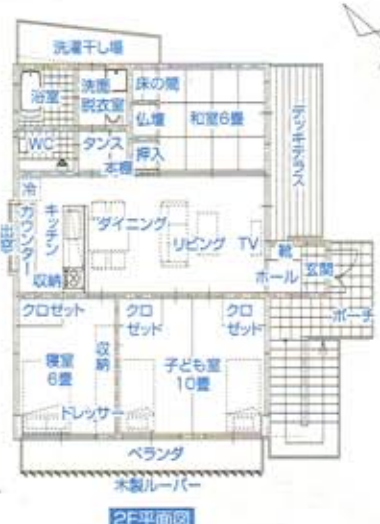 洗濯干し場
浴室
洗面
脱衣室
床の間
仏壇
和室6畳
デッキテラス
WC
タンス
本棚
押入
冷
カウンター
キッチン
収納
ダイニング
リビング
TV
靴
ホール
玄関
ポーチ
クロゼット
寝室
6畳
収納
ドレッサー
クロ
ゼッド
クロ
ゼッド
子ども室
10畳
ベランダ
木製ルーバー
2F平面図